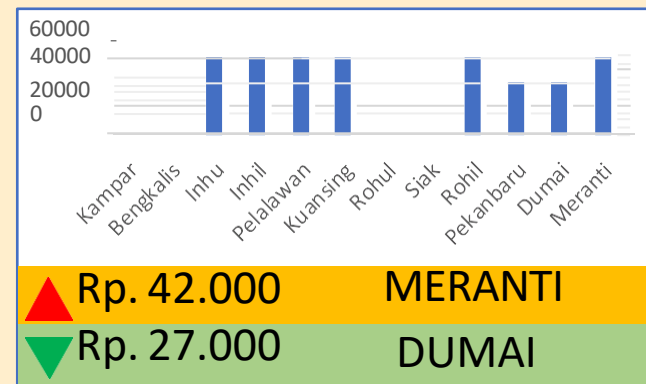 60000
40000
20000
0
-
Kampar
Bengkalis
Inhu
Inhil
Pelalawan
Kuansing
Rohul
Siak
Rohil
Pekanbaru
Dumai
Meranti
Rp. 42.000 MERANTI
Rp. 27.000 DUMAI